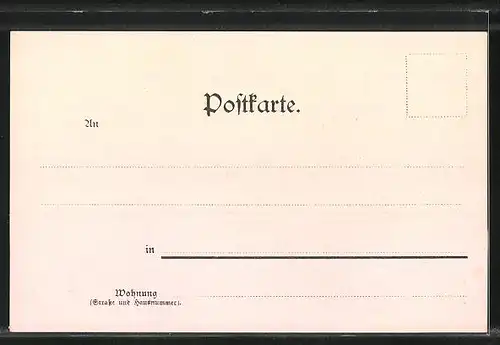 Postkarte.
An
in
Wohnung
(Straße und Hausnummer).